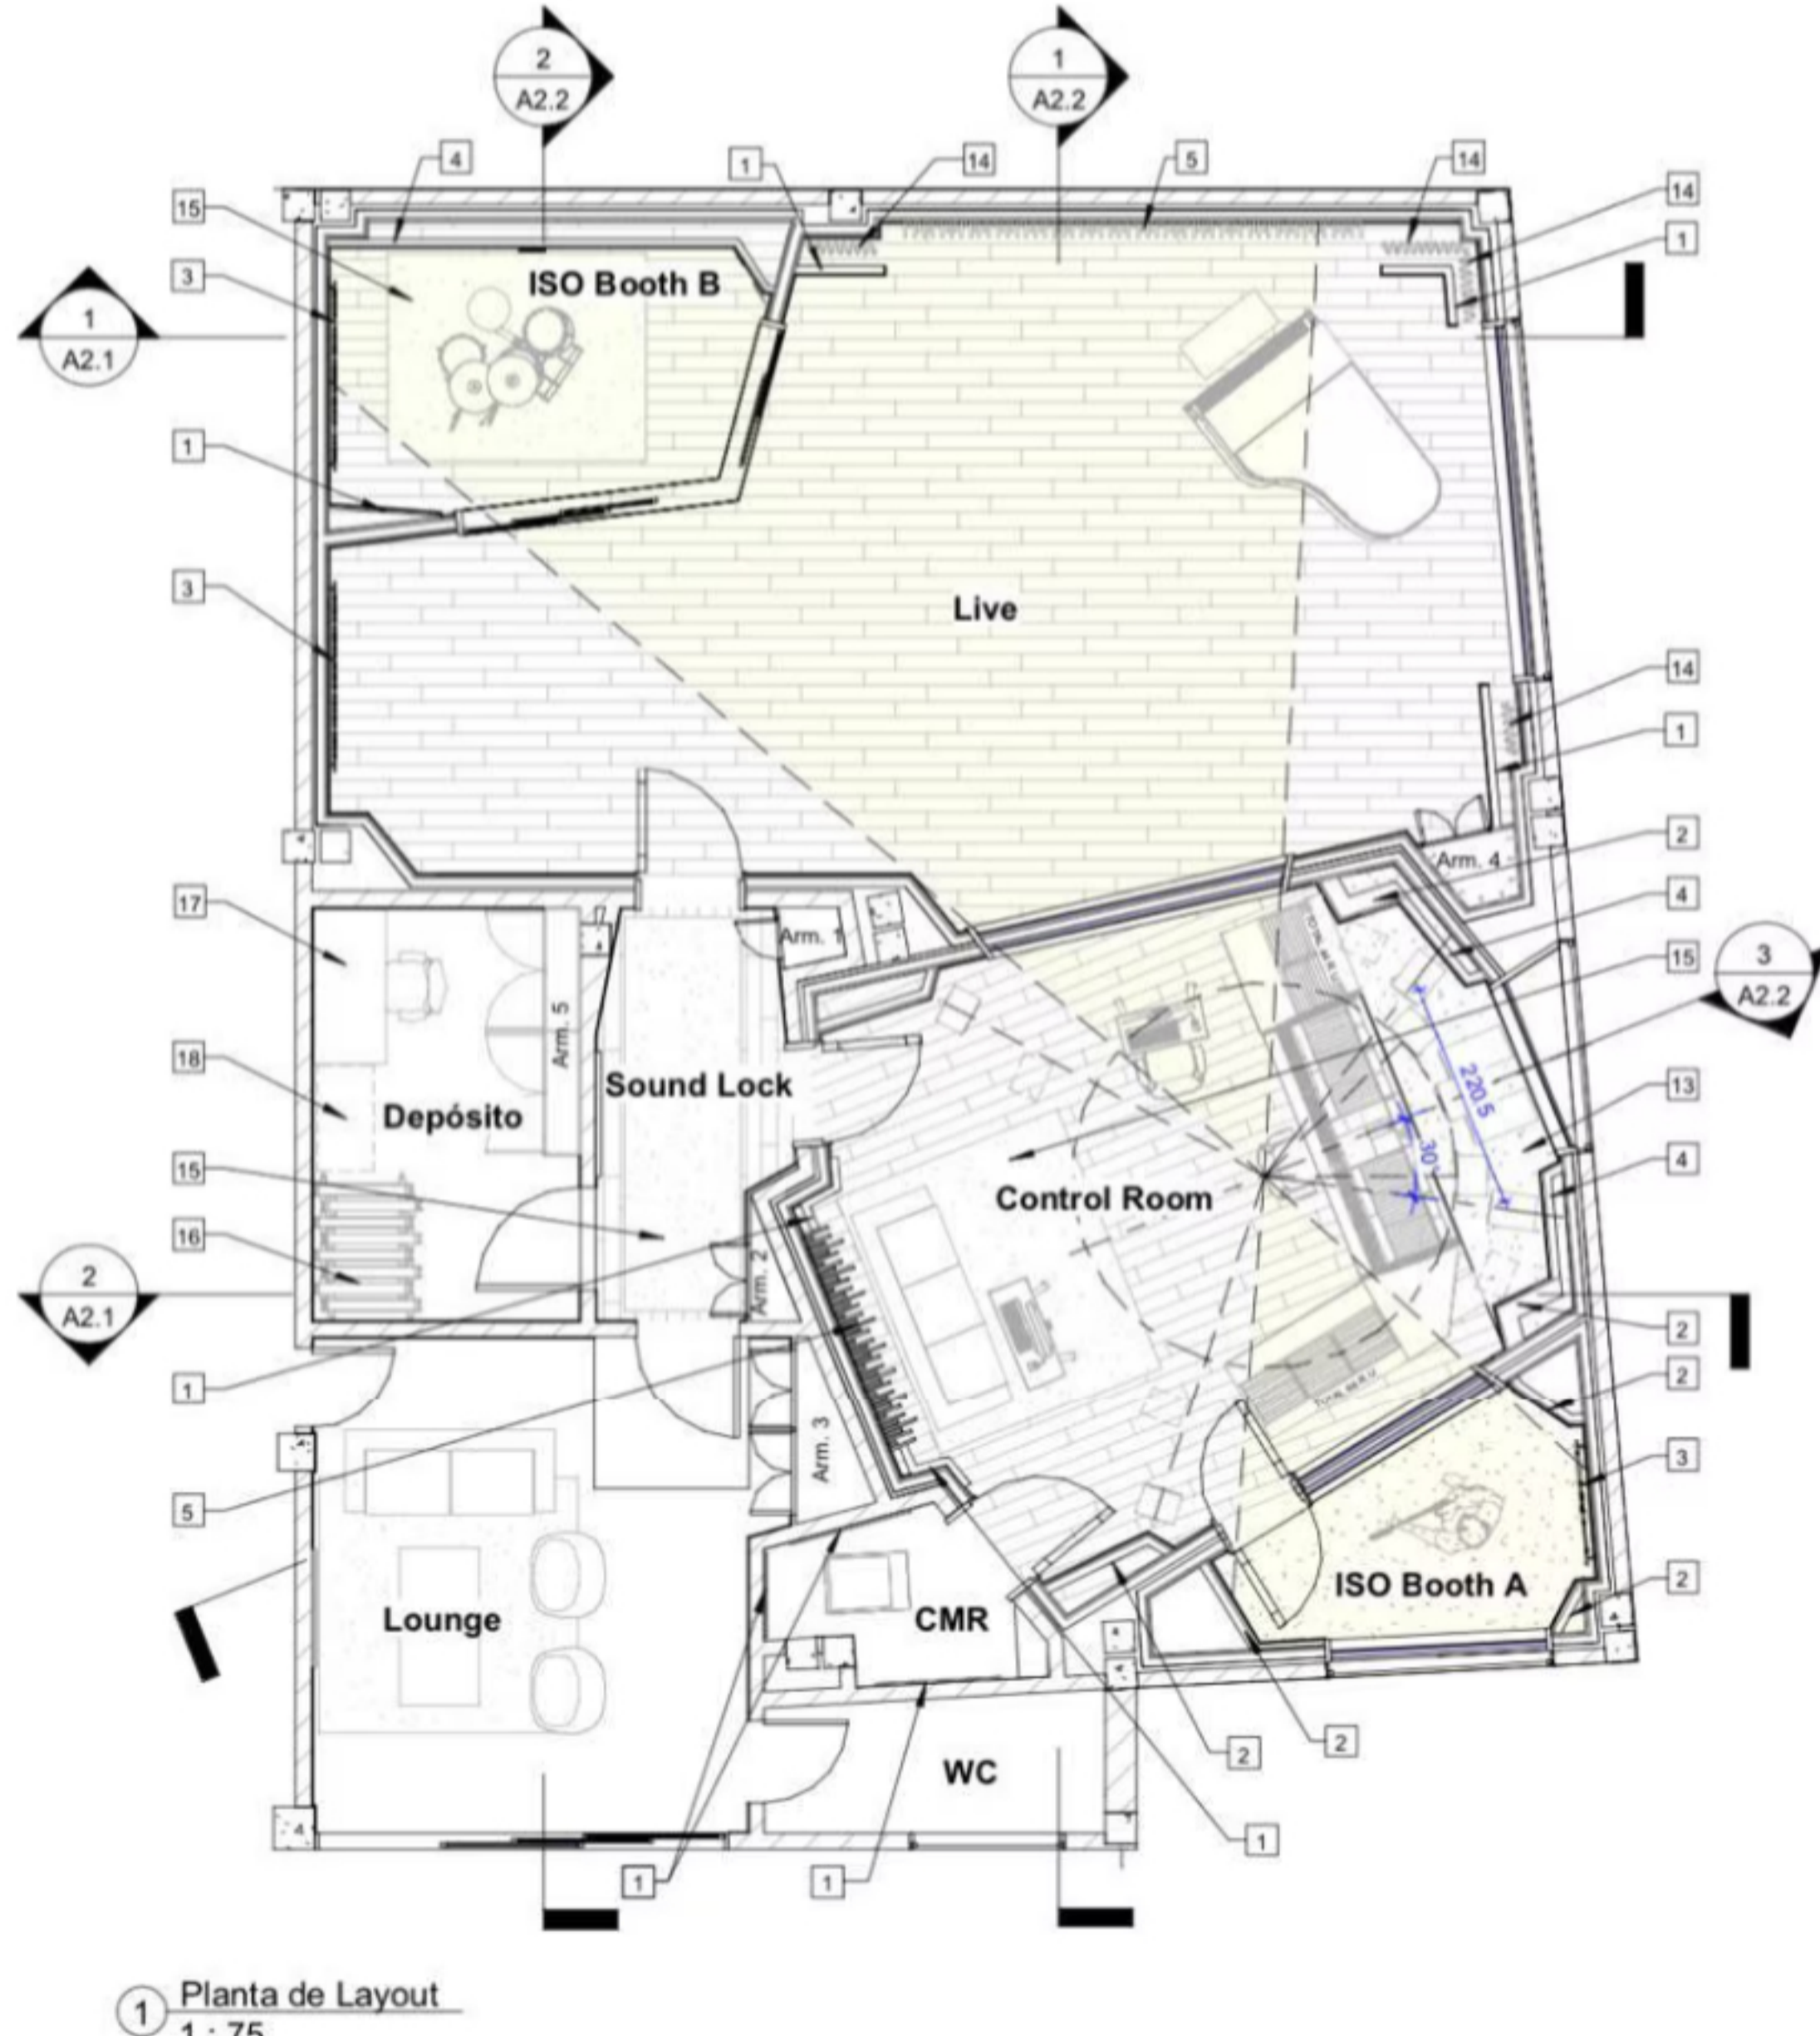 2
A2.2
1
A2.2
4
1
14
5
14
14
15
ISO Booth B
1
3
1
A2.1
1
3
Live
14
1
2
Arm. 4
4
17
Arm. 1
15
3
A2.2
Arm. 5
220.5
18
Sound Lock
13
Depósito
30°
15
4
Control Room
16
2
A2.1
Arm. 2
2
1
2
Arm. 3
3
5
ISO Booth A
2
Lounge
CMR
2
2
WC
1
1
1
1 Planta de Layout
1 : 75